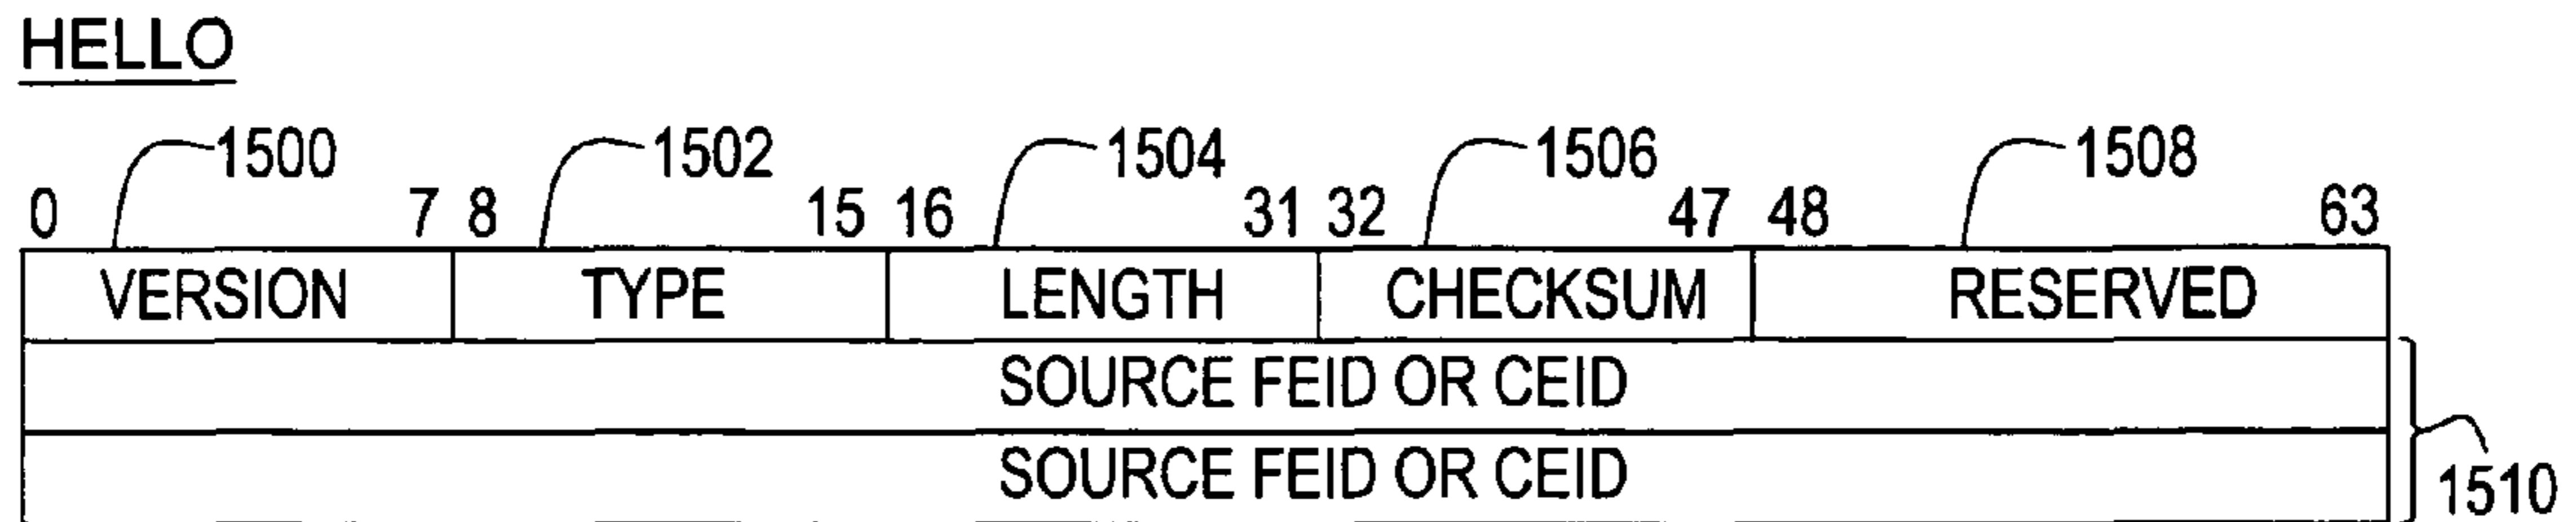 HELLO
1500 1502 1504 1506 1508
0 7 8 15 16 31 32 47 48 63
VERSION TYPE LENGTH CHECKSUM RESERVED
SOURCE FEID OR CEID
SOURCE FEID OR CEID
1510